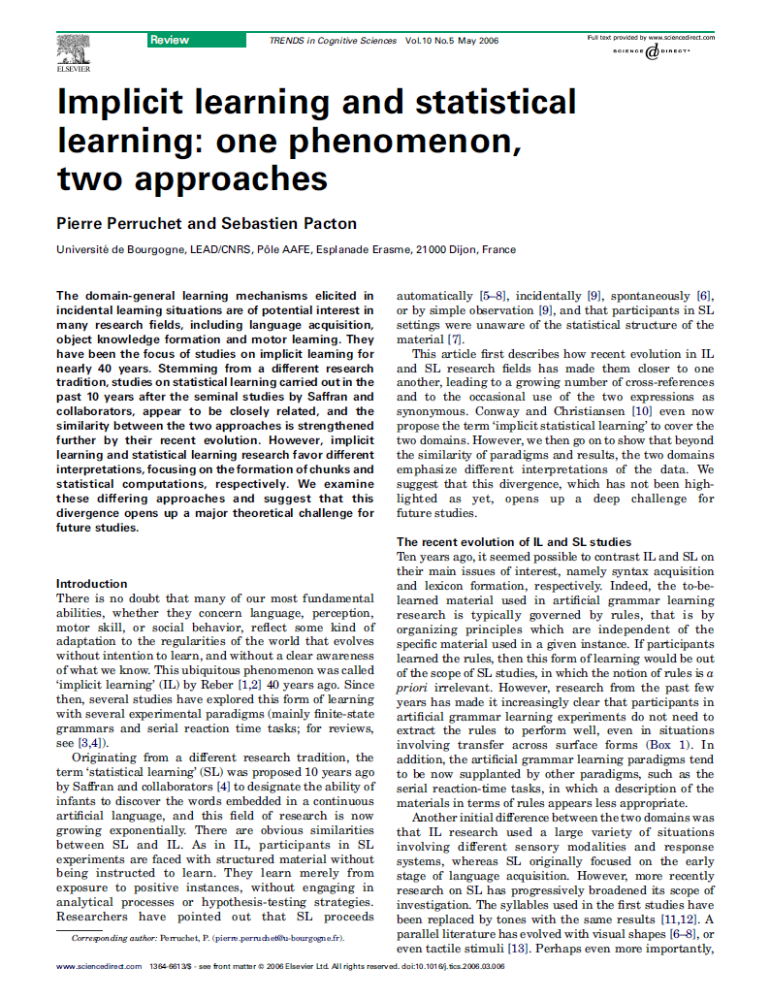 ELSEVIER
Review
TRENDS in Cognitive Sciences Vol.10 No.5 May 2006
Full text provided by www.sciencedirect.com
SCIENCE DIRECT
Implicit learning and statistical
learning: one phenomenon,
two approaches
Pierre Perruchet and Sebastien Pacton
Université de Bourgogne, LEAD/CNRS, Pôle AAFE, Esplanade Erasme, 21000 Dijon, France
The domain-general learning mechanisms elicited in
incidental learning situations are of potential interest in
many research fields, including language acquisition,
object knowledge formation and motor learning. They
have been the focus of studies on implicit learning for
nearly 40 years. Stemming from a different research
tradition, studies on statistical learning carried out in the
past 10 years after the seminal studies by Saffran and
collaborators, appear to be closely related, and the
similarity between the two approaches is strengthened
further by their recent evolution. However, implicit
learning and statistical learning research favor different
interpretations, focusing on the formation of chunks and
statistical computations, respectively. We examine
these differing approaches and suggest that this
divergence opens up a major theoretical challenge for
future studies.
Introduction
There is no doubt that many of our most fundamental
abilities, whether they concern language, perception,
motor skill, or social behavior, reflect some kind of
adaptation to the regularities of the world that evolves
without intention to learn, and without a clear awareness
of what we know. This ubiquitous phenomenon was called
‘implicit learning’ (IL) by Reber [1,2] 40 years ago. Since
then, several studies have explored this form of learning
with several experimental paradigms (mainly finite-state
grammars and serial reaction time tasks; for reviews,
see [3,4]).
Originating from a different research tradition, the
term ‘statistical learning’ (SL) was proposed 10 years ago
by Saffran and collaborators [4] to designate the ability of
infants to discover the words embedded in a continuous
artificial language, and this field of research is now
growing exponentially. There are obvious similarities
between SL and IL. As in IL, participants in SL
experiments are faced with structured material without
being instructed to learn. They learn merely from
exposure to positive instances, without engaging in
analytical processes or hypothesis-testing strategies.
Researchers have pointed out that SL proceeds
Corresponding author: Perruchet, P. (pierre.perruchet@u-bourgogne.fr).
automatically [5–8], incidentally [9], spontaneously [6],
or by simple observation [9], and that participants in SL
settings were unaware of the statistical structure of the
material [7].
This article first describes how recent evolution in IL
and SL research fields has made them closer to one
another, leading to a growing number of cross-references
and to the occasional use of the two expressions as
synonymous. Conway and Christiansen [10] even now
propose the term ‘implicit statistical learning’ to cover the
two domains. However, we then go on to show that beyond
the similarity of paradigms and results, the two domains
emphasize different interpretations of the data. We
suggest that this divergence, which has not been high-
lighted as yet, opens up a deep challenge for
future studies.
The recent evolution of IL and SL studies
Ten years ago, it seemed possible to contrast IL and SL on
their main issues of interest, namely syntax acquisition
and lexicon formation, respectively. Indeed, the to-be-
learned material used in artificial grammar learning
research is typically governed by rules, that is by
organizing principles which are independent of the
specific material used in a given instance. If participants
learned the rules, then this form of learning would be out
of the scope of SL studies, in which the notion of rules is a
priori irrelevant. However, research from the past few
years has made it increasingly clear that participants in
artificial grammar learning experiments do not need to
extract the rules to perform well, even in situations
involving transfer across surface forms (Box 1). In
addition, the artificial grammar learning paradigms tend
to be now supplanted by other paradigms, such as the
serial reaction-time tasks, in which a description of the
materials in terms of rules appears less appropriate.
Another initial difference between the two domains was
that IL research used a large variety of situations
involving different sensory modalities and response
systems, whereas SL originally focused on the early
stage of language acquisition. However, more recently
research on SL has progressively broadened its scope of
investigation. The syllables used in the first studies have
been replaced by tones with the same results [11,12]. A
parallel literature has evolved with visual shapes [6–8], or
even tactile stimuli [13]. Perhaps even more importantly,
www.sciencedirect.com 1364-6613/$ - see front matter © 2006 Elsevier Ltd. All rights reserved. doi:10.1016/j.tics.2006.03.006